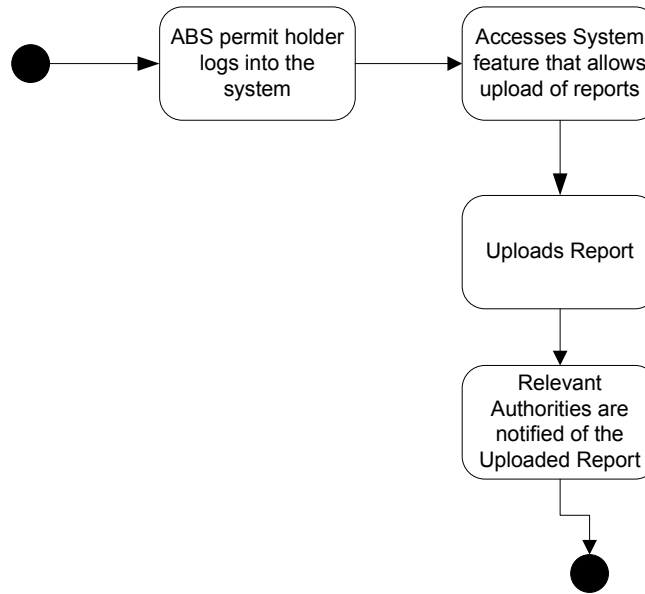 ABS permit holder
logs into the
system
Accesses System
feature that allows
upload of reports
Uploads Report
Relevant
Authorities are
notified of the
Uploaded Report